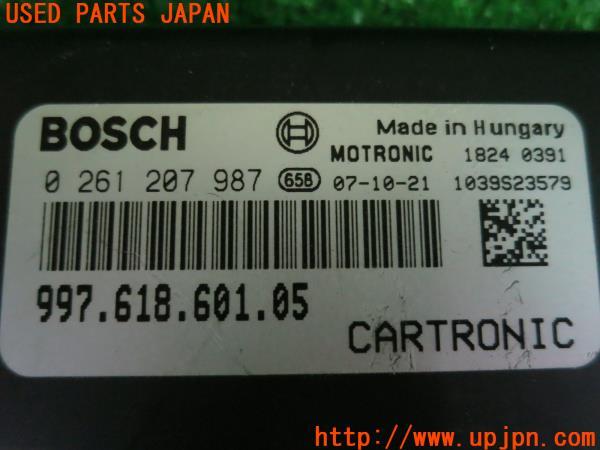 USED PARTS JAPAN
BOSCH
Made in Hungary
MOTRONIC 1824 0391
0 261 207 987 65B 07-10-21 1039S23579
997.618.601.05
CARTRONIC
http://www.upjpn.com